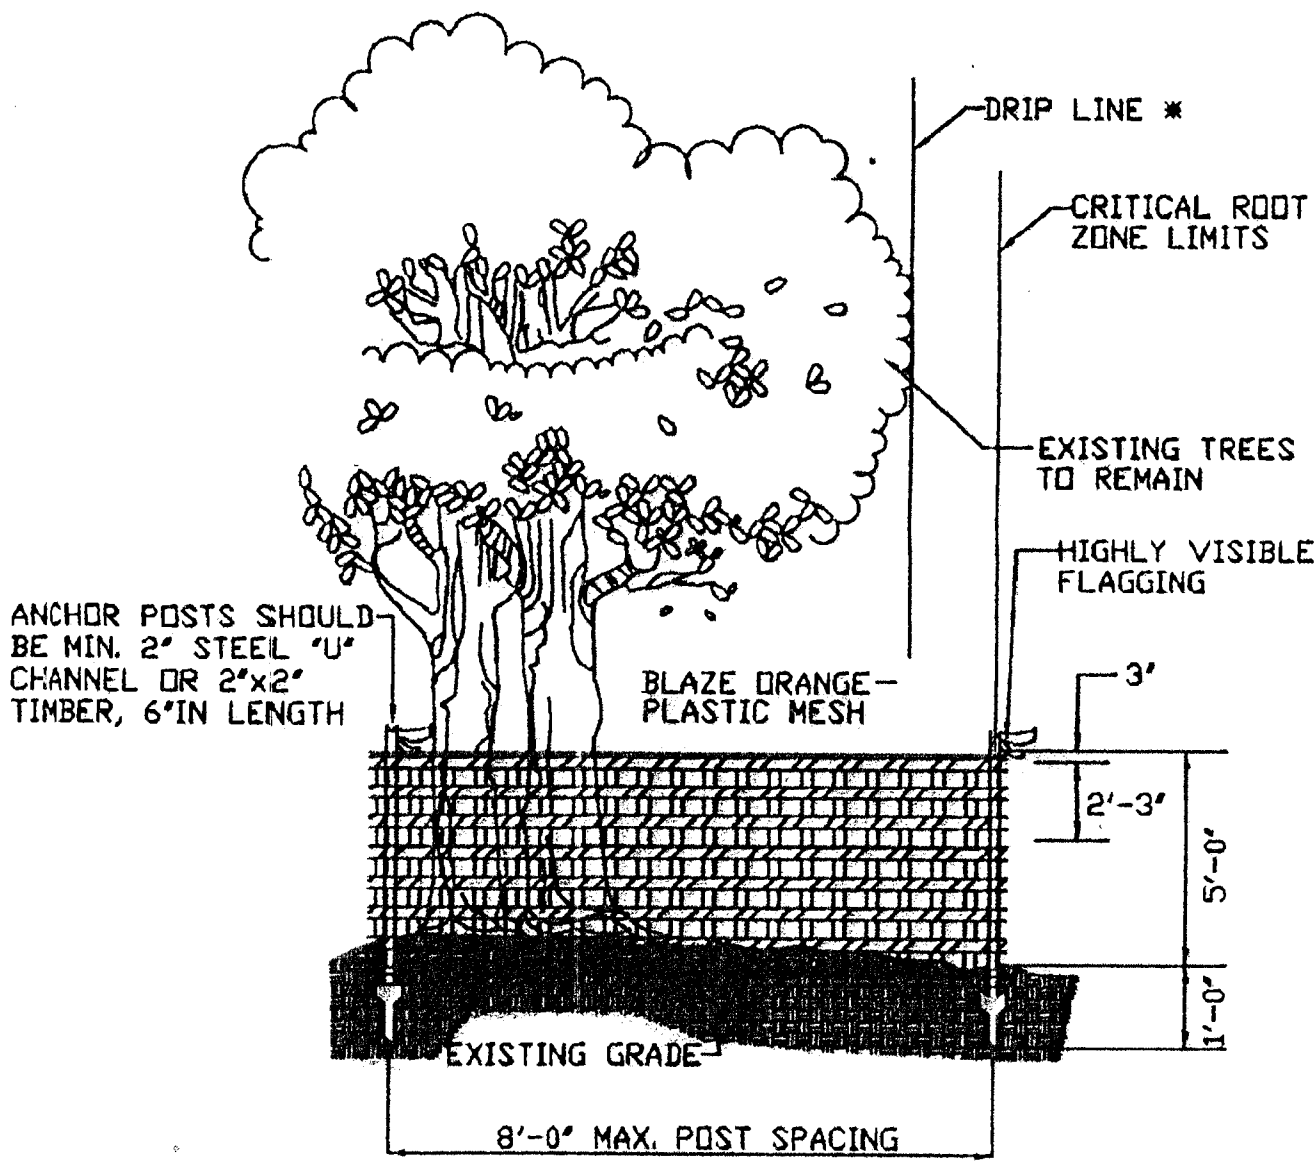 DRIP LINE *
CRITICAL ROOT
ZONE LIMITS
EXISTING TREES
TO REMAIN
HIGHLY VISIBLE
FLAGGING
ANCHOR POSTS SHOULD
BE MIN. 2" STEEL "U"
CHANNEL OR 2"x2"
TIMBER, 6"IN LENGTH
BLAZE ORANGE
PLASTIC MESH
3"
2'-3"
5'-0"
1'-0"
EXISTING GRADE
8'-0" MAX. POST SPACING